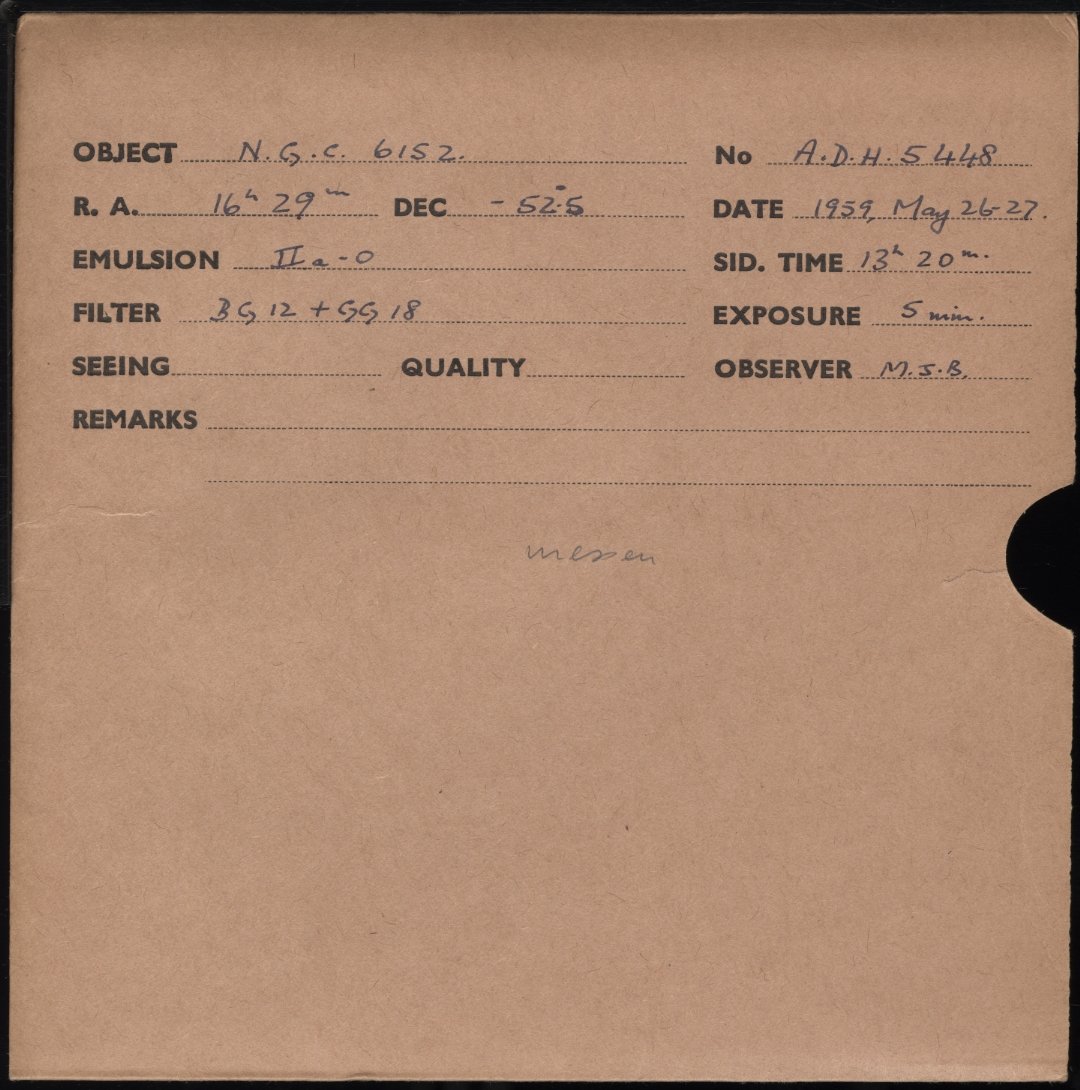 OBJECT N.G.C. 6152. No A.D.H. 5448
R. A. 16ʰ 29ᵐ DEC - 52°.5 DATE 1959, May 26-27.
EMULSION IIa-O SID. TIME 13ʰ 20ᵐ.
FILTER BG 12 + GG 18 EXPOSURE 5 min.
SEEING QUALITY OBSERVER M.J.B.
REMARKS
messen